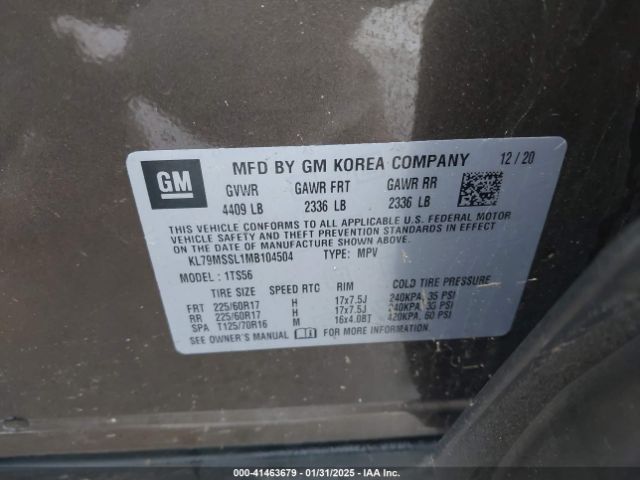 GM
MFD BY GM KOREA COMPANY 12/20
GVWR GAWR FRT GAWR RR
4409 LB 2336 LB 2336 LB
THIS VEHICLE CONFORMS TO ALL APPLICABLE U.S. FEDERAL MOTOR
VEHICLE SAFETY, BUMPER, AND THEFT PREVENTION STANDARDS IN EFFECT
ON THE DATE OF MANUFACTURE SHOWN ABOVE.
KL79MSSL1MB104504 TYPE: MPV
MODEL: 1TS56
TIRE SIZE SPEED RTG RIM COLD TIRE PRESSURE
FRT 225/60R17 H 17x7.5J 240KPA, 35 PSI
RR 225/60R17 H 17x7.5J 240KPA, 35 PSI
SPA T125/70R16 M 16x4.0BT 420KPA, 60 PSI
SEE OWNER'S MANUAL FOR MORE INFORMATION.
000-41463679 - 01/31/2025 - IAA Inc.